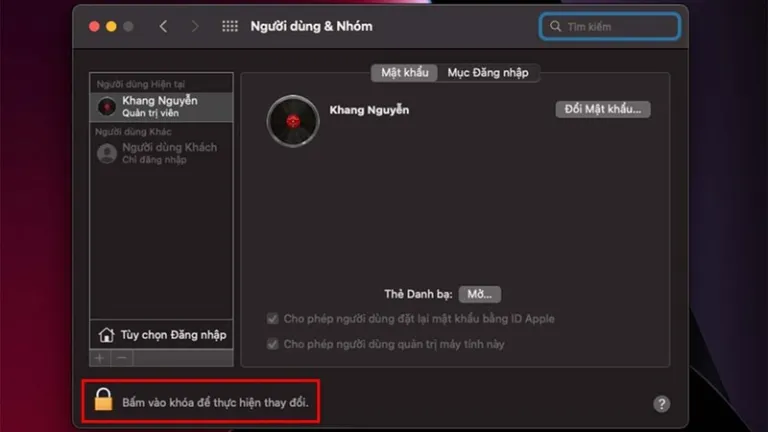 Người dùng & Nhóm
Tìm kiếm
Mật khẩu
Mục Đăng nhập
Người dùng Hiện tại
Khang Nguyễn
Quản trị viên
Người dùng Khác
Người dùng Khách
Chỉ đăng nhập
Khang Nguyễn
Đổi Mật khẩu...
Thẻ Danh bạ:
Mở...
Cho phép người dùng đặt lại mật khẩu bằng ID Apple
Cho phép người dùng quản trị máy tính này
Tùy chọn Đăng nhập
+ −
Bấm vào khóa để thực hiện thay đổi.
?